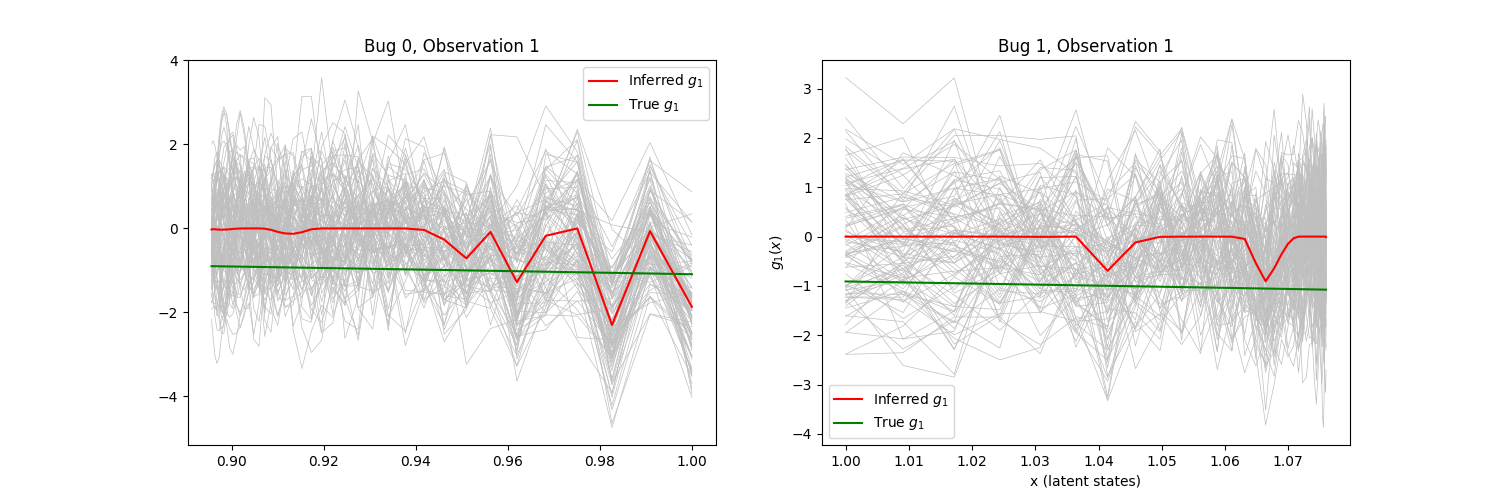 Bug 0, Observation 1
4
2
0
−2
−4
Inferred g₁
True g₁
0.90 0.92 0.94 0.96 0.98 1.00
Bug 1, Observation 1
g₁(x)
3
2
1
0
−1
−2
−3
−4
Inferred g₁
True g₁
1.00 1.01 1.02 1.03 1.04 1.05 1.06 1.07
x (latent states)